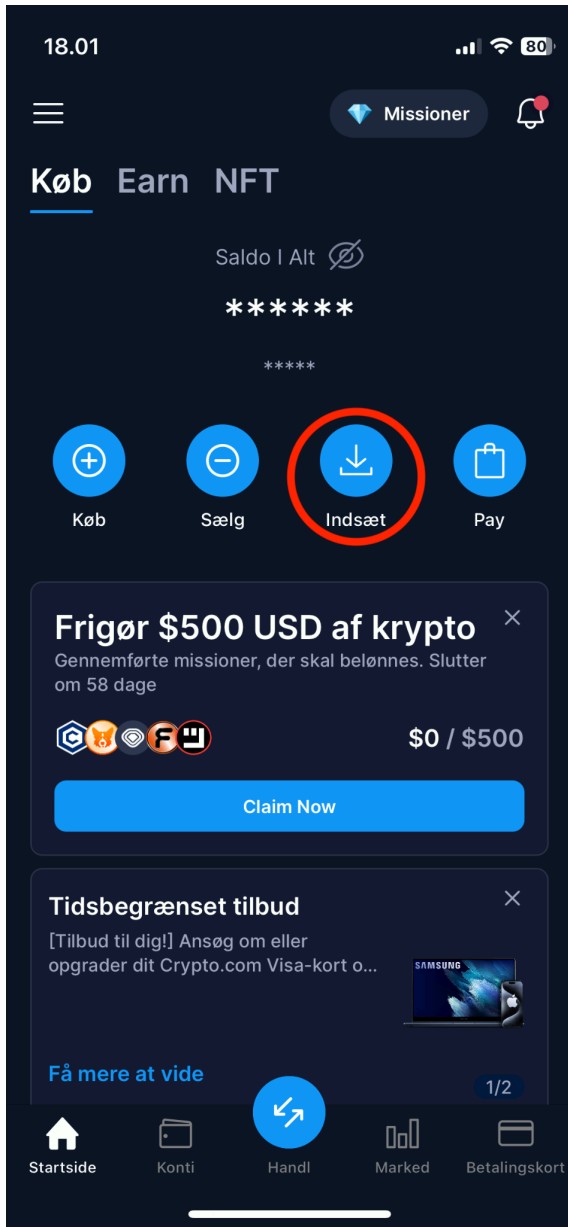 18.01
80
Missioner
Køb Earn NFT
Saldo I Alt
******
*****
Køb Sælg Indsæt Pay
Frigør $500 USD af krypto
Gennemførte missioner, der skal belønnes. Slutter
om 58 dage
$0 / $500
Claim Now
Tidsbegrænset tilbud
[Tilbud til dig!] Ansøg om eller
opgrader dit Crypto.com Visa-kort o...
SAMSUNG
Få mere at vide
1/2
Startside Konti Handl Marked Betalingskort